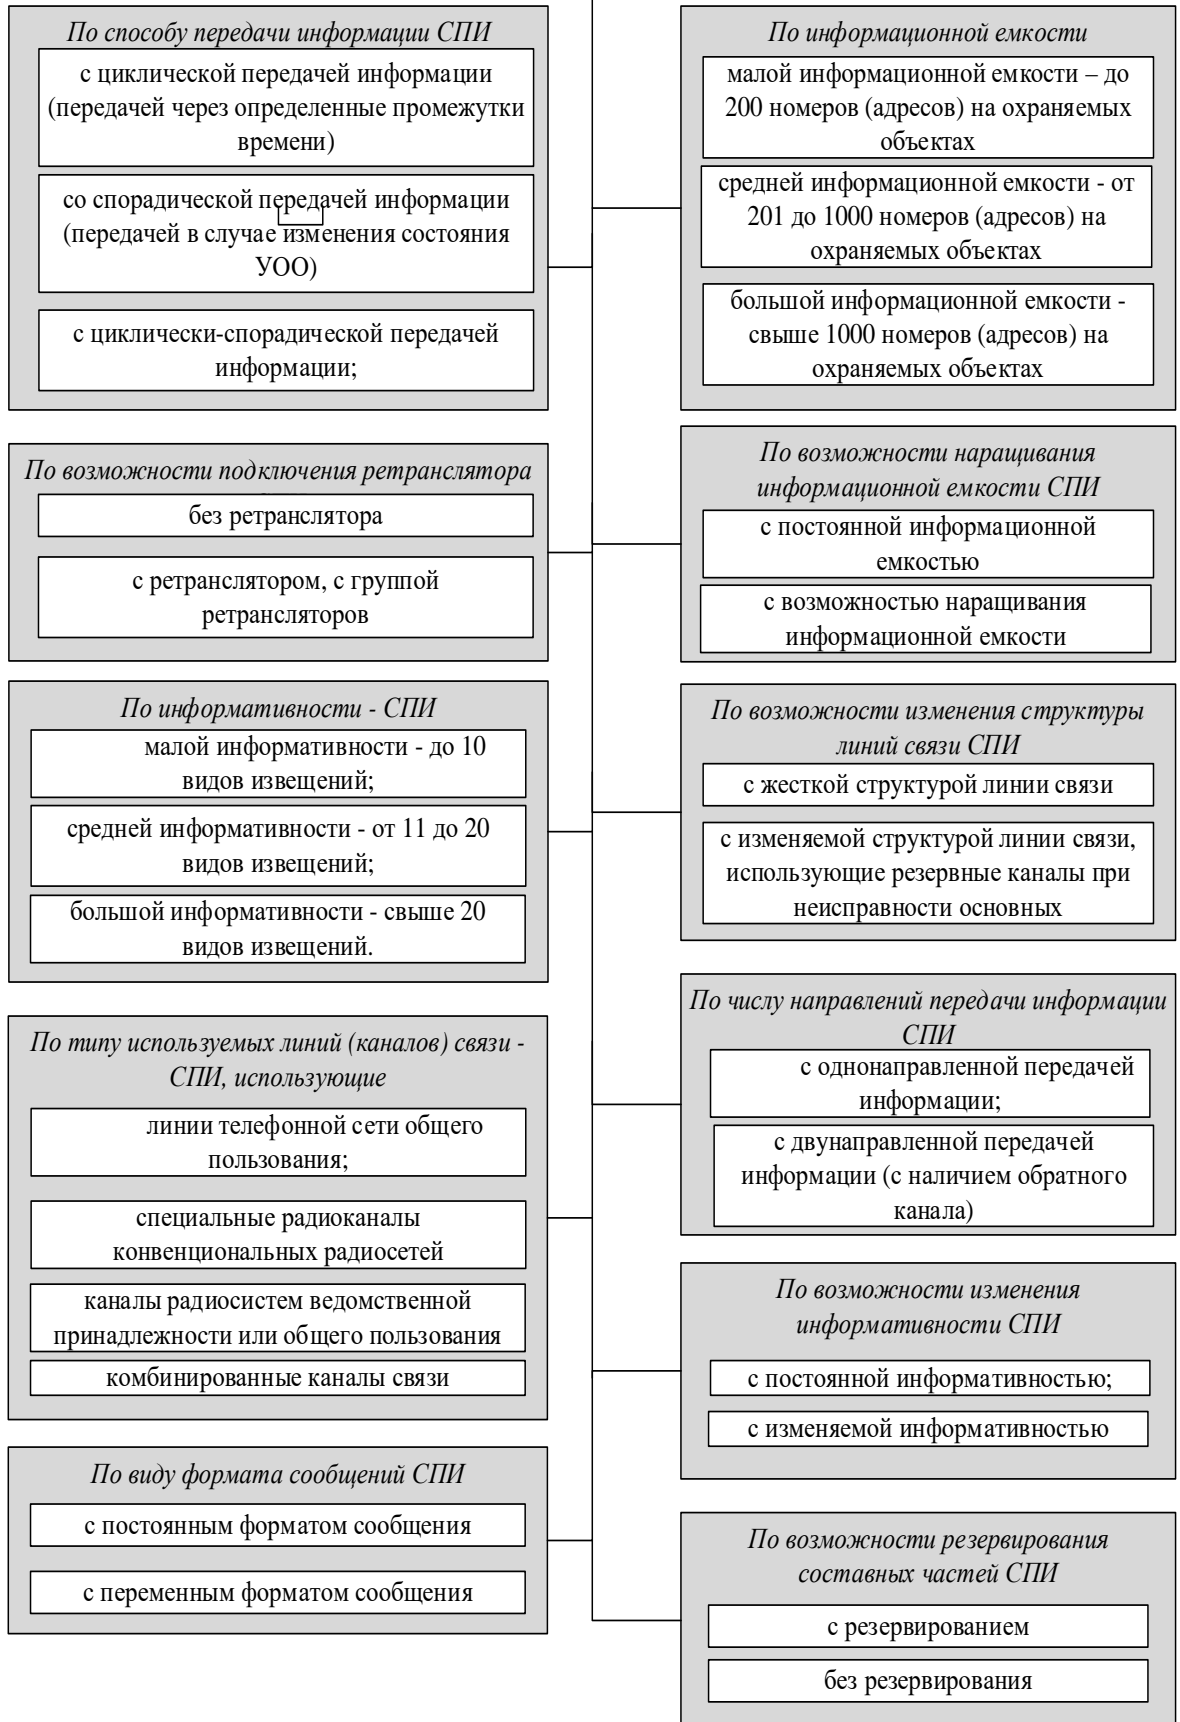 По способу передачи информации СПИ
с циклической передачей информации
(передачей через определенные промежутки
времени)
со спорадической передачей информации
(передачей в случае изменения состояния
УОО)
с циклически-спорадической передачей
информации;
По возможности подключения ретранслятора
без ретранслятора
с ретранслятором, с группой
ретрансляторов
По информативности - СПИ
малой информативности - до 10
видов извещений;
средней информативности - от 11 до 20
видов извещений;
большой информативности - свыше 20
видов извещений.
По типу используемых линий (каналов) связи -
СПИ, использующие
линии телефонной сети общего
пользования;
специальные радиоканалы
конвенциональных радиосетей
каналы радиосистем ведомственной
принадлежности или общего пользования
комбинированные каналы связи
По виду формата сообщений СПИ
с постоянным форматом сообщения
с переменным форматом сообщения
По информационной емкости
малой информационной емкости – до
200 номеров (адресов) на охраняемых
объектах
средней информационной емкости - от
201 до 1000 номеров (адресов) на
охраняемых объектах
большой информационной емкости -
свыше 1000 номеров (адресов) на
охраняемых объектах
По возможности наращивания
информационной емкости СПИ
с постоянной информационной
емкостью
с возможностью наращивания
информационной емкости
По возможности изменения структуры
линий связи СПИ
с жесткой структурой линии связи
с изменяемой структурой линии связи,
использующие резервные каналы при
неисправности основных
По числу направлений передачи информации
СПИ
с однонаправленной передачей
информации;
с двунаправленной передачей
информации (с наличием обратного
канала)
По возможности изменения
информативности СПИ
с постоянной информативностью;
с изменяемой информативностью
По возможности резервирования
составных частей СПИ
с резервированием
без резервирования